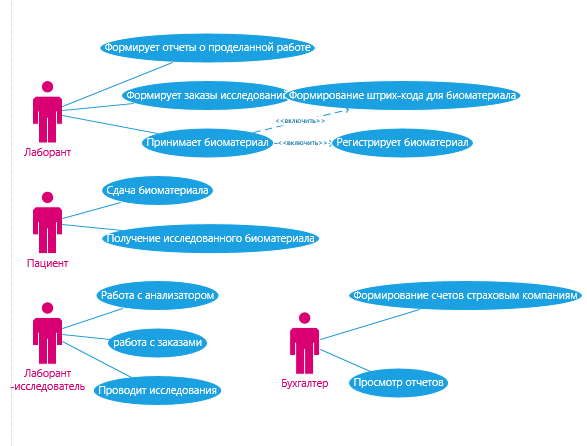 Формирует отчеты о проделанной работе
Формирует заказы исследований
Формирование штрих-кода для биоматериала
<<включить>>
Принимает биоматериал
<<включить>>
Регистрирует биоматериал
Лаборант
Сдача биоматериала
Получение исследованного биоматериала
Пациент
Работа с анализатором
работа с заказами
Проводит исследования
Лаборант
-исследователь
Формирование счетов страховым компаниям
Просмотр отчетов
Бухгалтер